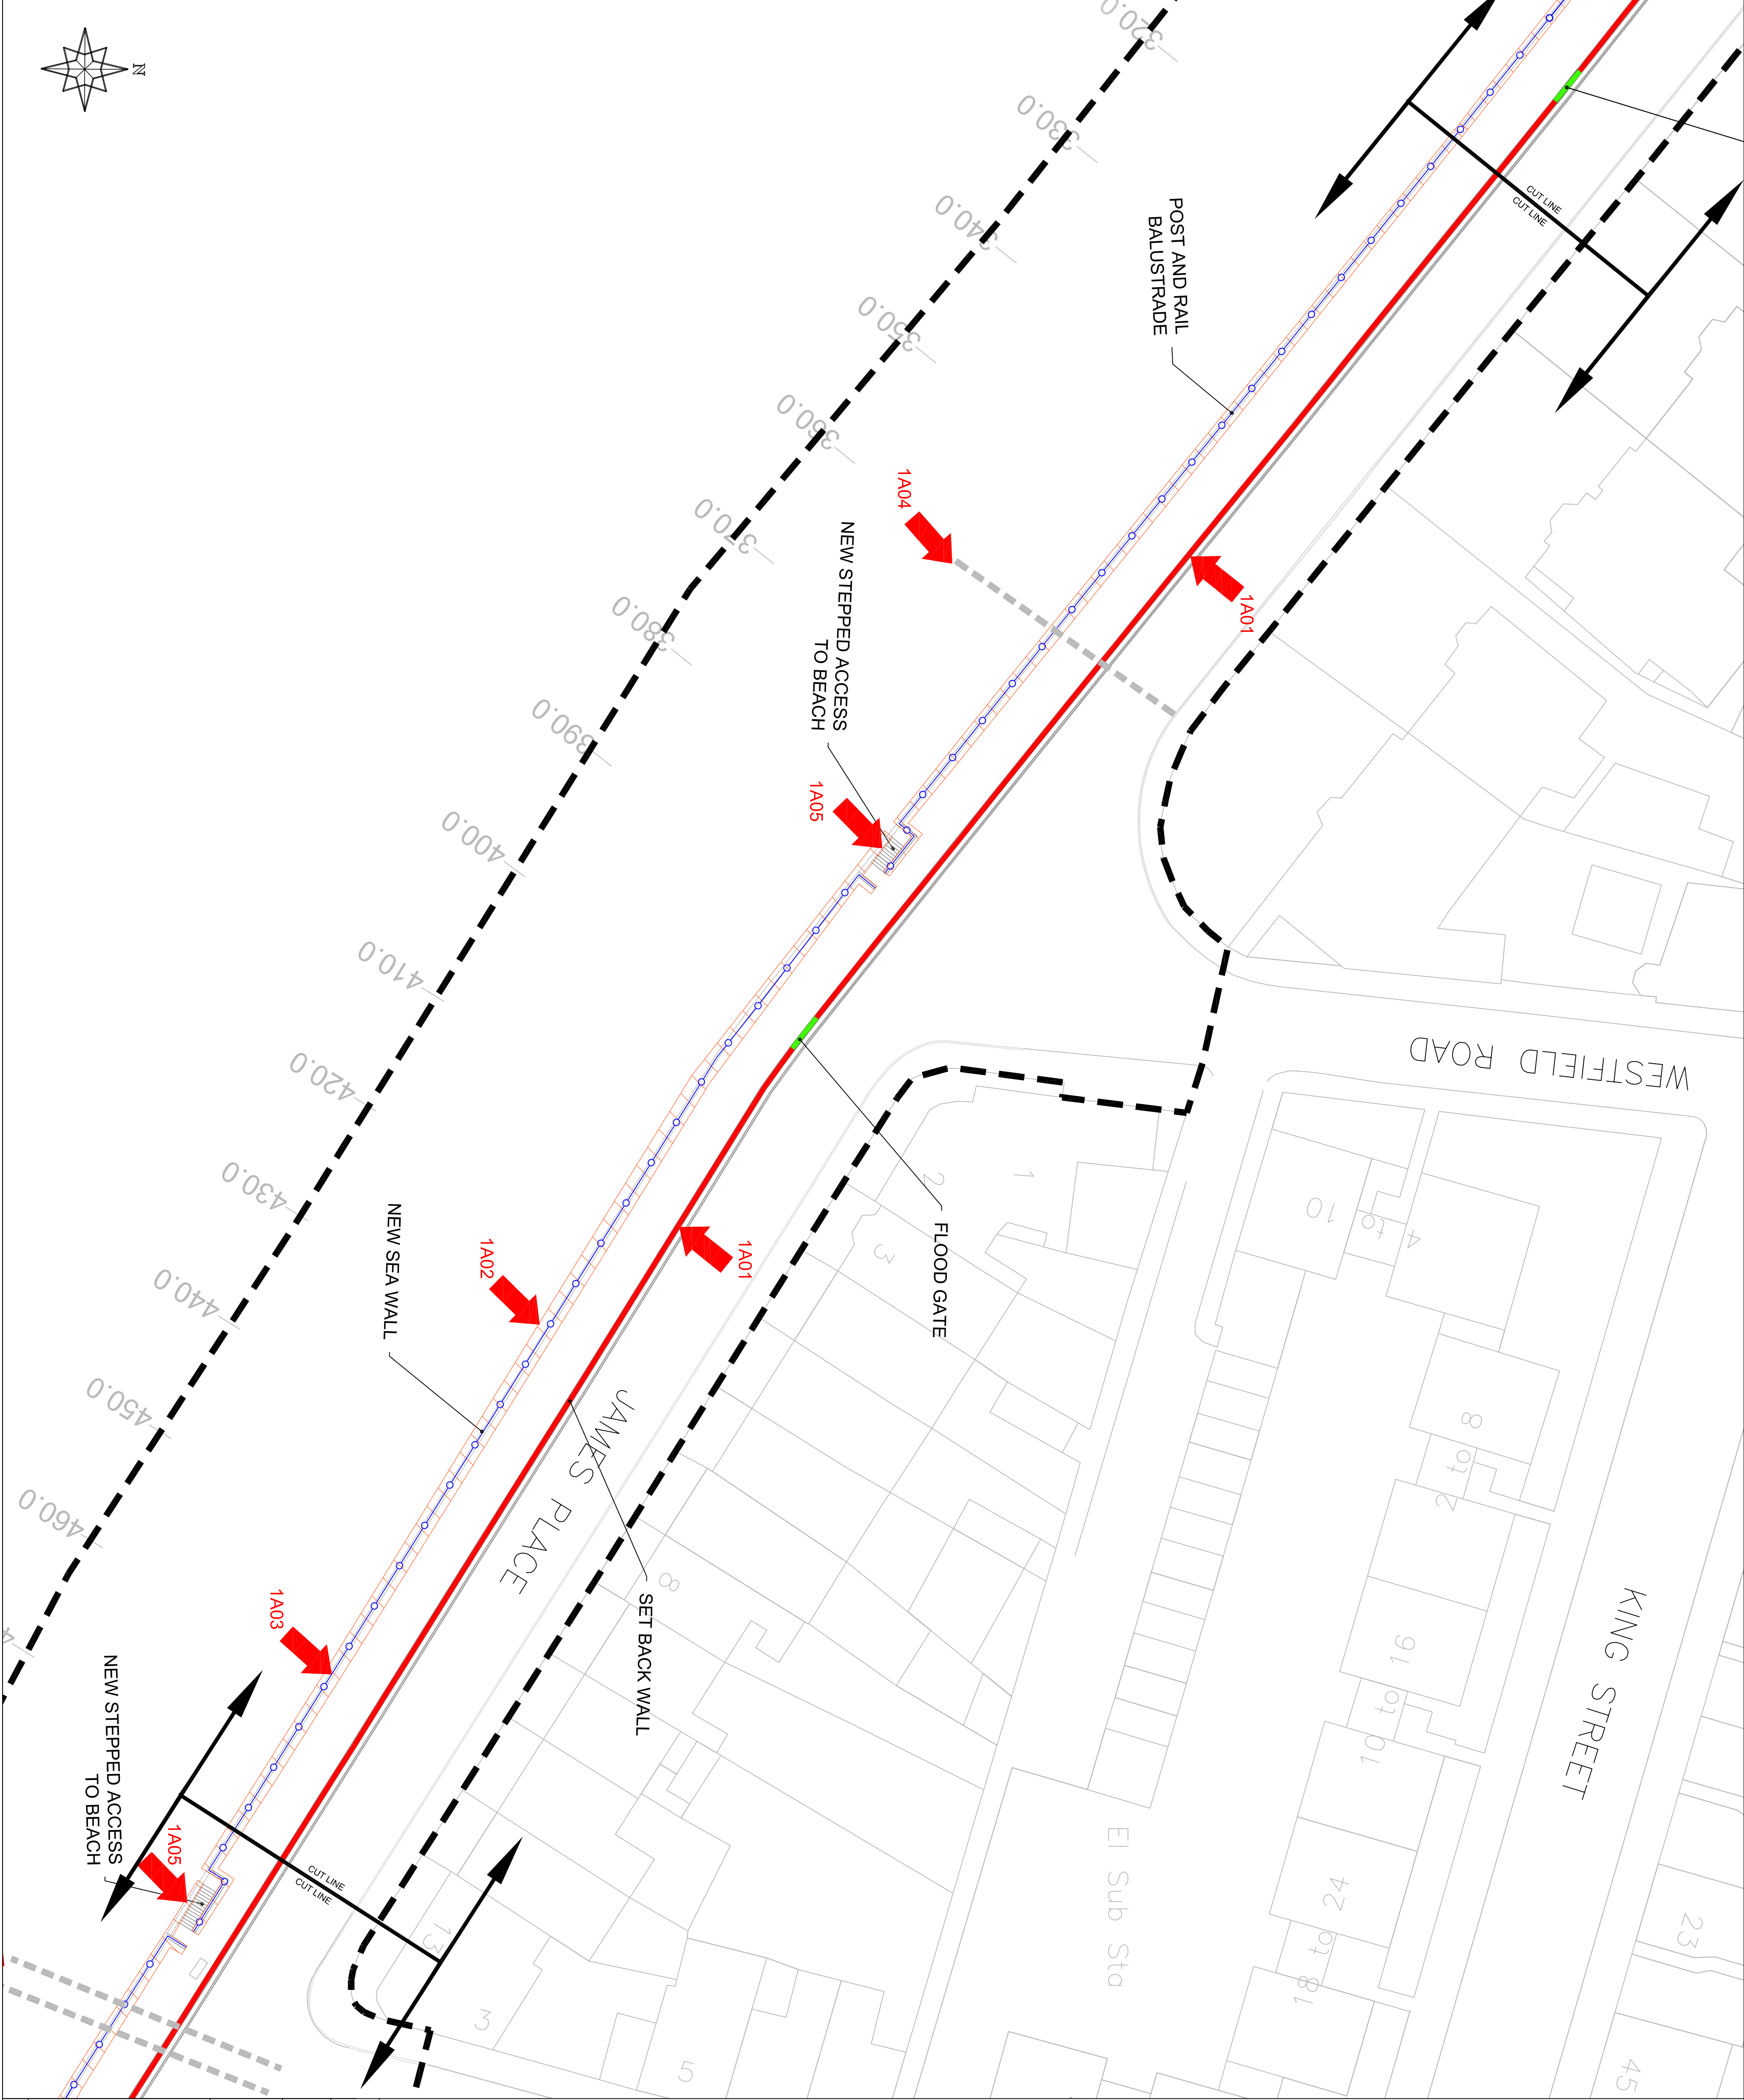 N
320.0
330.0
340.0
350.0
360.0
370.0
380.0
390.0
400.0
410.0
420.0
430.0
440.0
450.0
460.0
4
CUT LINE
CUT LINE
POST AND RAIL
BALUSTRADE
1A04
1A01
NEW STEPPED ACCESS
TO BEACH
1A05
WESTFIELD ROAD
FLOOD GATE
1
2
3
10
to
4
1A01
1A02
NEW SEA WALL
JAMES PLACE
SET BACK WALL
8
2 to 8
KING STREET
10 to 16
1A03
NEW STEPPED ACCESS
TO BEACH
1A05
CUT LINE
CUT LINE
El Sub Sta
18 to 24
23
45
13
3
5